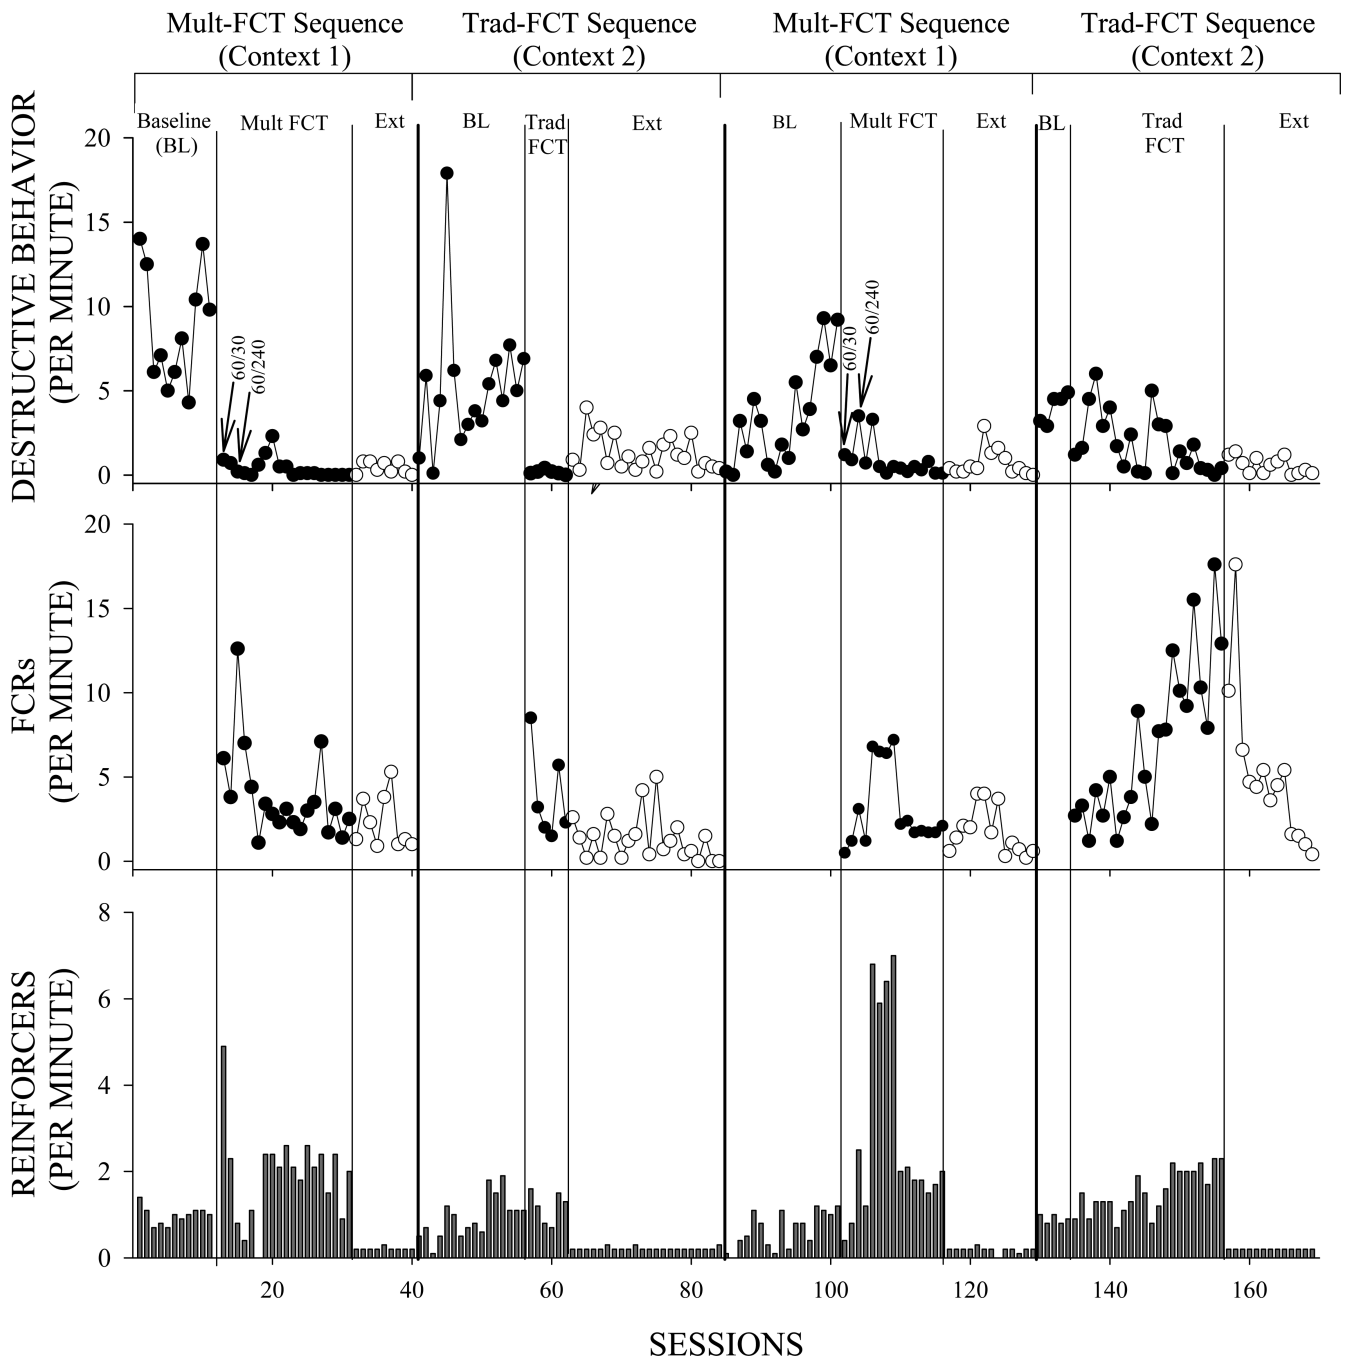 Mult-FCT Sequence
(Context 1)
Trad-FCT Sequence
(Context 2)
Mult-FCT Sequence
(Context 1)
Trad-FCT Sequence
(Context 2)
Baseline
(BL)
Mult FCT
Ext
BL
Trad
FCT
Ext
BL
Mult FCT
Ext
BL
Trad
FCT
Ext
DESTRUCTIVE BEHAVIOR
(PER MINUTE)
20
15
10
5
0
60/30
60/240
60/30
60/240
FCRs
(PER MINUTE)
20
15
10
5
0
REINFORCERS
(PER MINUTE)
8
6
4
2
0
20
40
60
80
100
120
140
160
SESSIONS